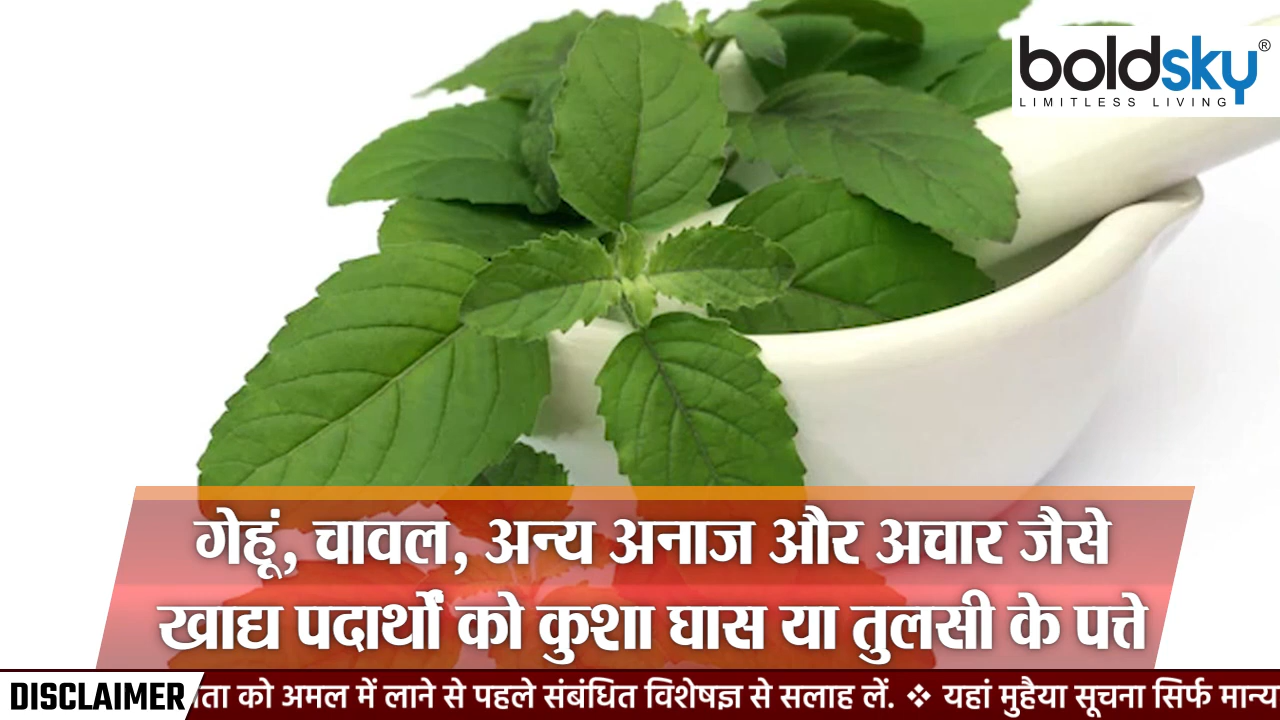 boldsky®
LIMITLESS LIVING
गेहूं, चावल, अन्य अनाज और अचार जैसे
खाद्य पदार्थों को कुशा घास या तुलसी के पत्ते
DISCLAIMER
को अमल में लाने से पहले संबंधित विशेषज्ञ से सलाह लें. ❖ यहां मुहैया सूचना सिर्फ